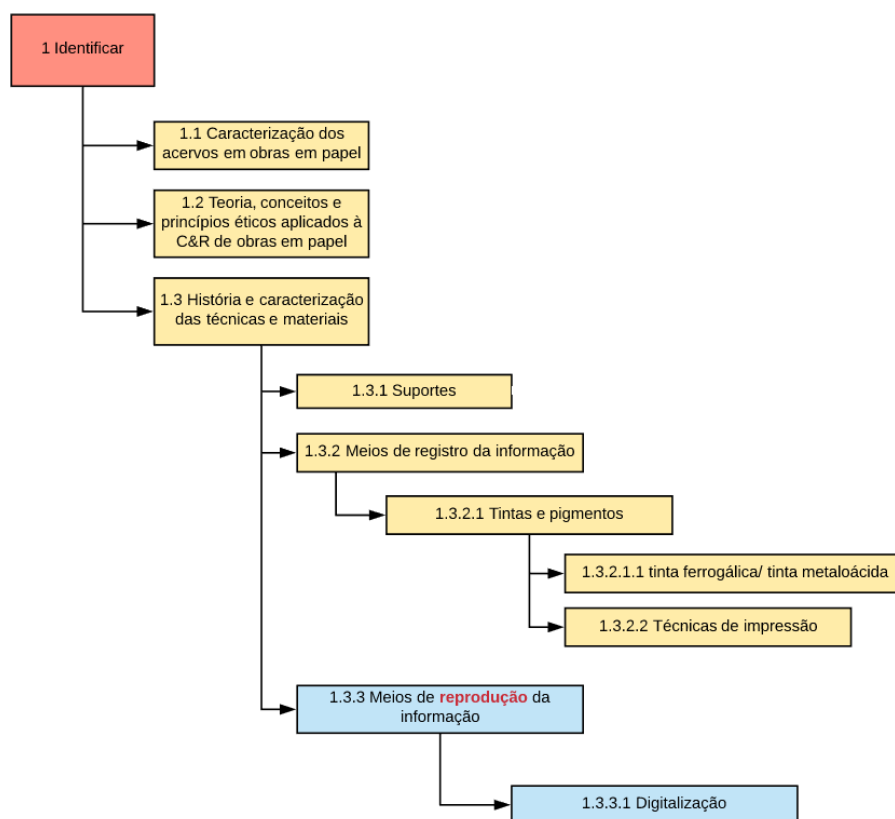 1 Identificar
1.1 Caracterização dos
acervos em obras em papel
1.2 Teoria, conceitos e
princípios éticos aplicados à
C&R de obras em papel
1.3 História e caracterização
das técnicas e materiais
1.3.1 Suportes
1.3.2 Meios de registro da informação
1.3.2.1 Tintas e pigmentos
1.3.2.1.1 tinta ferrogálica/ tinta metaloácida
1.3.2.2 Técnicas de impressão
1.3.3 Meios de reprodução da
informação
1.3.3.1 Digitalização